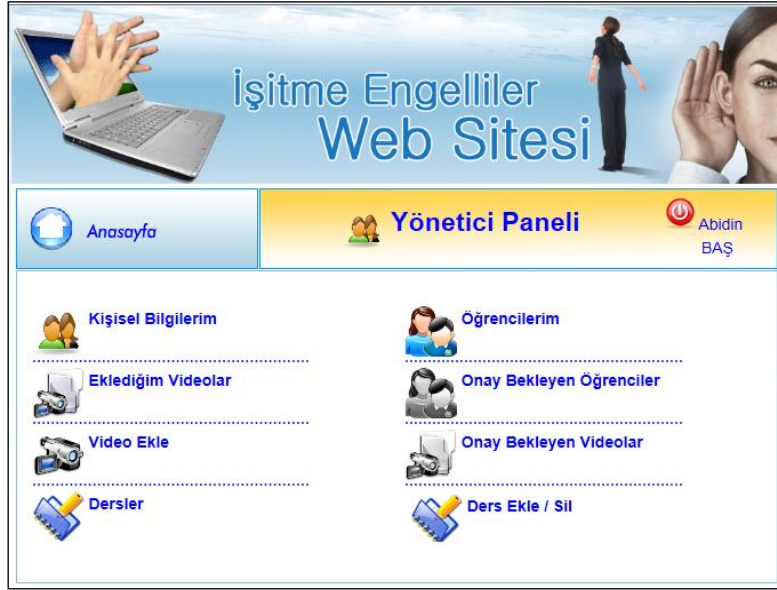 İşitme Engelliler
Web Sitesi
Anasayfa
Yönetici Paneli
Abidin
BAŞ
Kişisel Bilgilerim
Öğrencilerim
Eklediğim Videolar
Onay Bekleyen Öğrenciler
Video Ekle
Onay Bekleyen Videolar
Dersler
Ders Ekle / Sil